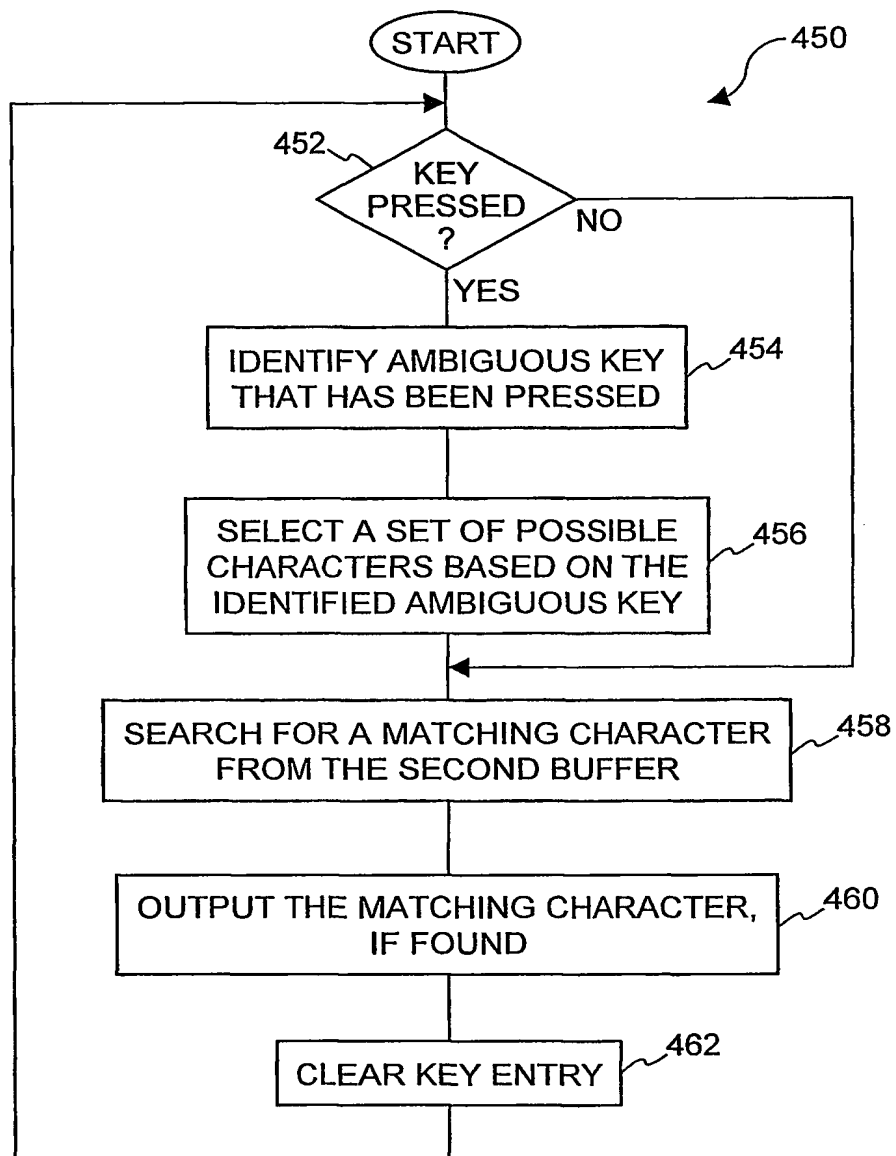 START
450
452
KEY
PRESSED
?
NO
YES
IDENTIFY AMBIGUOUS KEY
THAT HAS BEEN PRESSED
454
SELECT A SET OF POSSIBLE
CHARACTERS BASED ON THE
IDENTIFIED AMBIGUOUS KEY
456
SEARCH FOR A MATCHING CHARACTER
FROM THE SECOND BUFFER
458
OUTPUT THE MATCHING CHARACTER,
IF FOUND
460
CLEAR KEY ENTRY
462